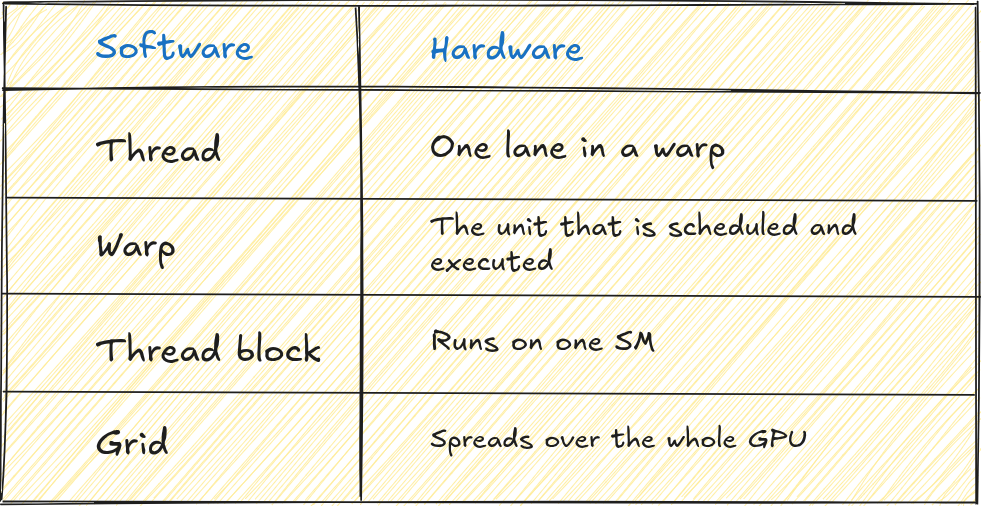 Software
Hardware
Thread
One lane in a warp
Warp
The unit that is scheduled and
executed
Thread block
Runs on one SM
Grid
Spreads over the whole GPU